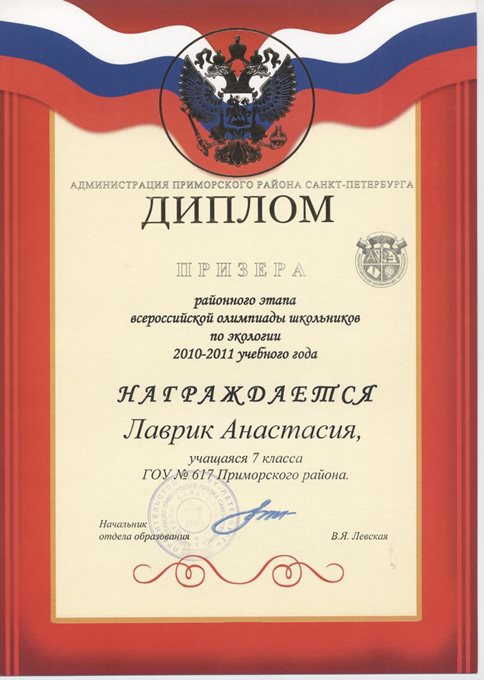 АДМИНИСТРАЦИЯ ПРИМОРСКОГО РАЙОНА САНКТ-ПЕТЕРБУРГА
ДИПЛОМ
ПРИЗЕРА
районного этапа
всероссийской олимпиады школьников
по экологии
2010-2011 учебного года
НАГРАЖДАЕТСЯ
Лаврик Анастасия,
учащаяся 7 класса
ГОУ № 617 Приморского района.
Начальник
отдела образования
В.Я. Левская